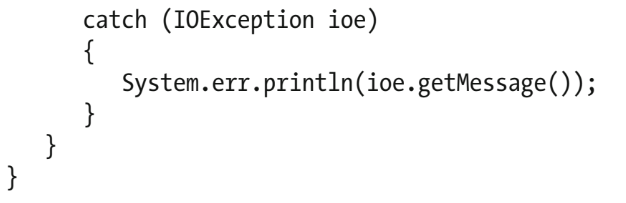 catch (IOException ioe)
{
System.err.println(ioe.getMessage());
}
}
}